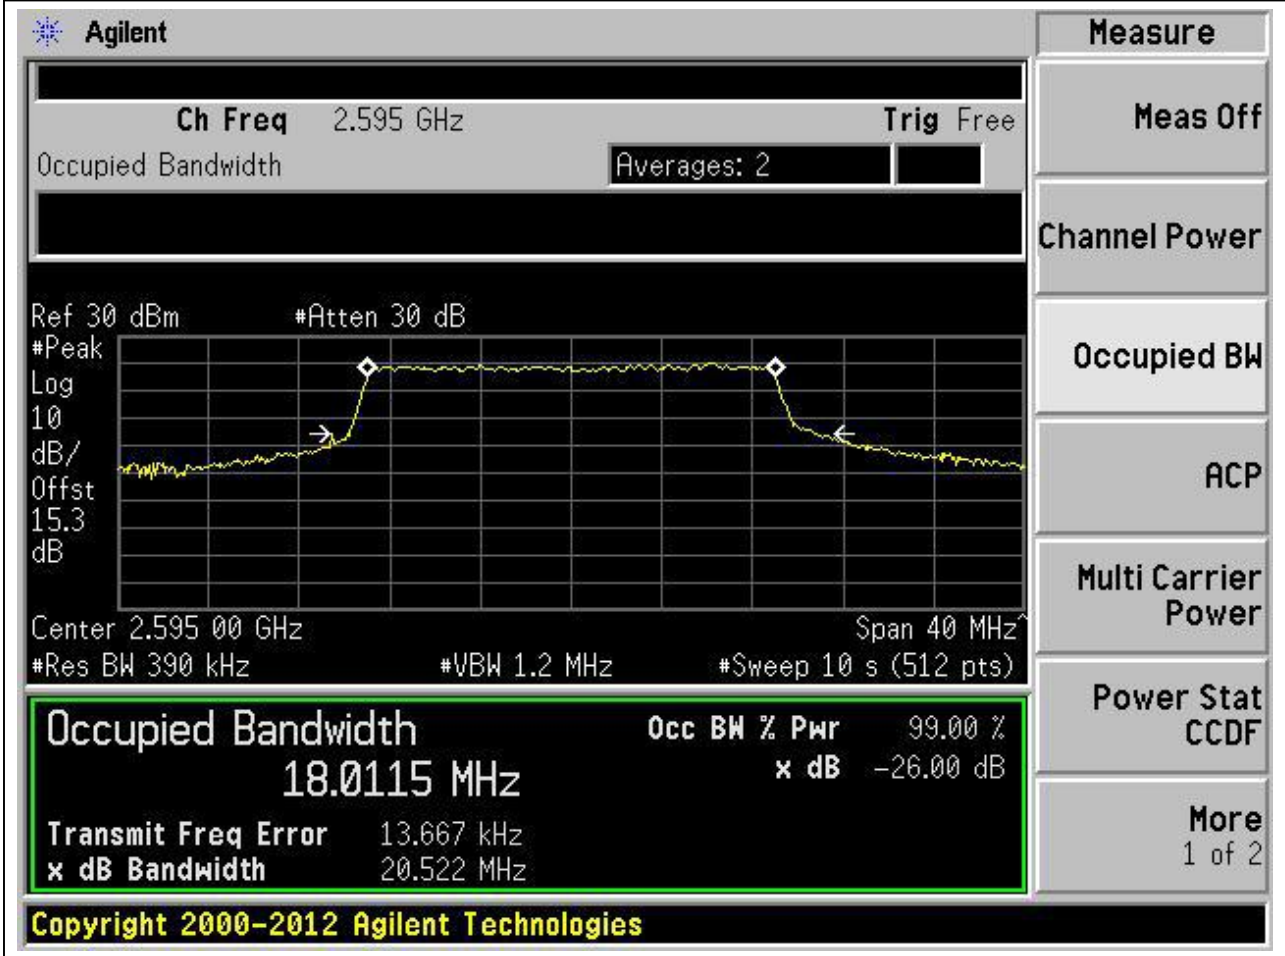 Agilent
Measure
Ch Freq 2.595 GHz Trig Free
Occupied Bandwidth Averages: 2
Ref 30 dBm #Atten 30 dB
#Peak
Log
10
dB/
Offst
15.3
dB
Center 2.595 00 GHz Span 40 MHz^
#Res BW 390 kHz #VBW 1.2 MHz #Sweep 10 s (512 pts)
Occupied Bandwidth
18.0115 MHz
Occ BW % Pwr 99.00 %
x dB -26.00 dB
Transmit Freq Error 13.667 kHz
x dB Bandwidth 20.522 MHz
Meas Off
Channel Power
Occupied BW
ACP
Multi Carrier
Power
Power Stat
CCDF
More
1 of 2
Copyright 2000-2012 Agilent Technologies